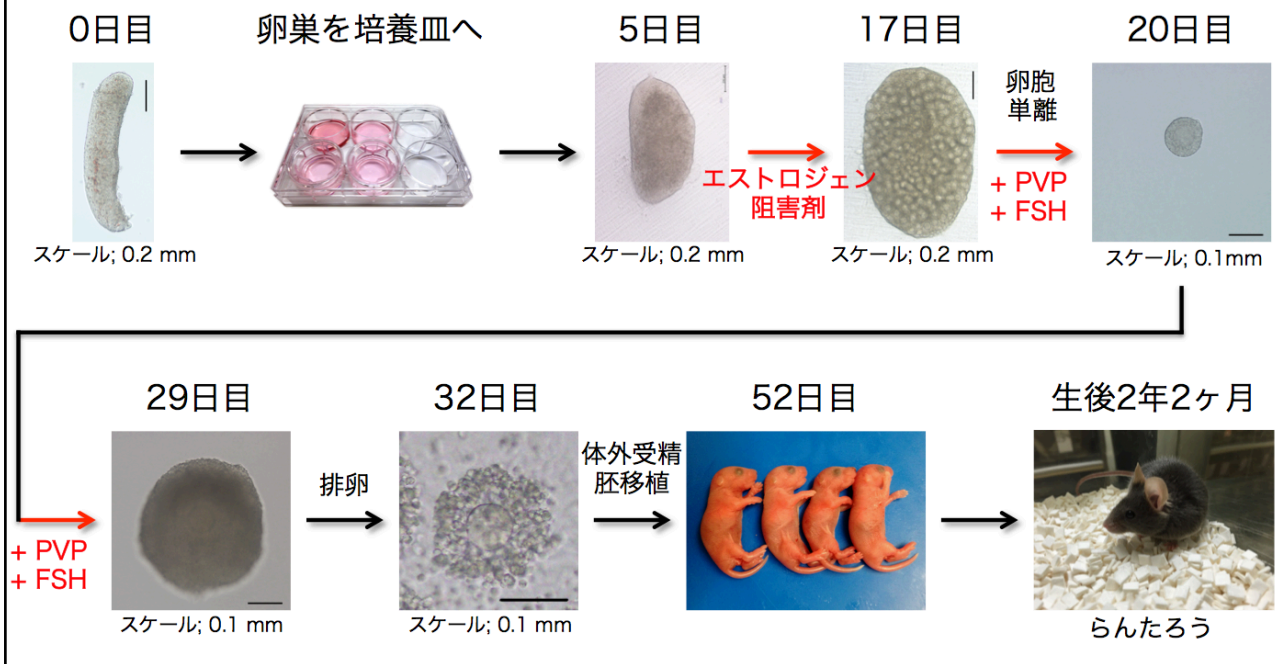 0日目
卵巣を培養皿へ
5日目
17日目
20日目
卵胞
単離
エストロジェン
阻害剤
+ PVP
+ FSH
スケール; 0.2 mm
スケール; 0.2 mm
スケール; 0.2 mm
スケール; 0.1mm
29日目
32日目
52日目
生後2年2ヶ月
排卵
体外受精
胚移植
+ PVP
+ FSH
スケール; 0.1 mm
スケール; 0.1 mm
らんたろう